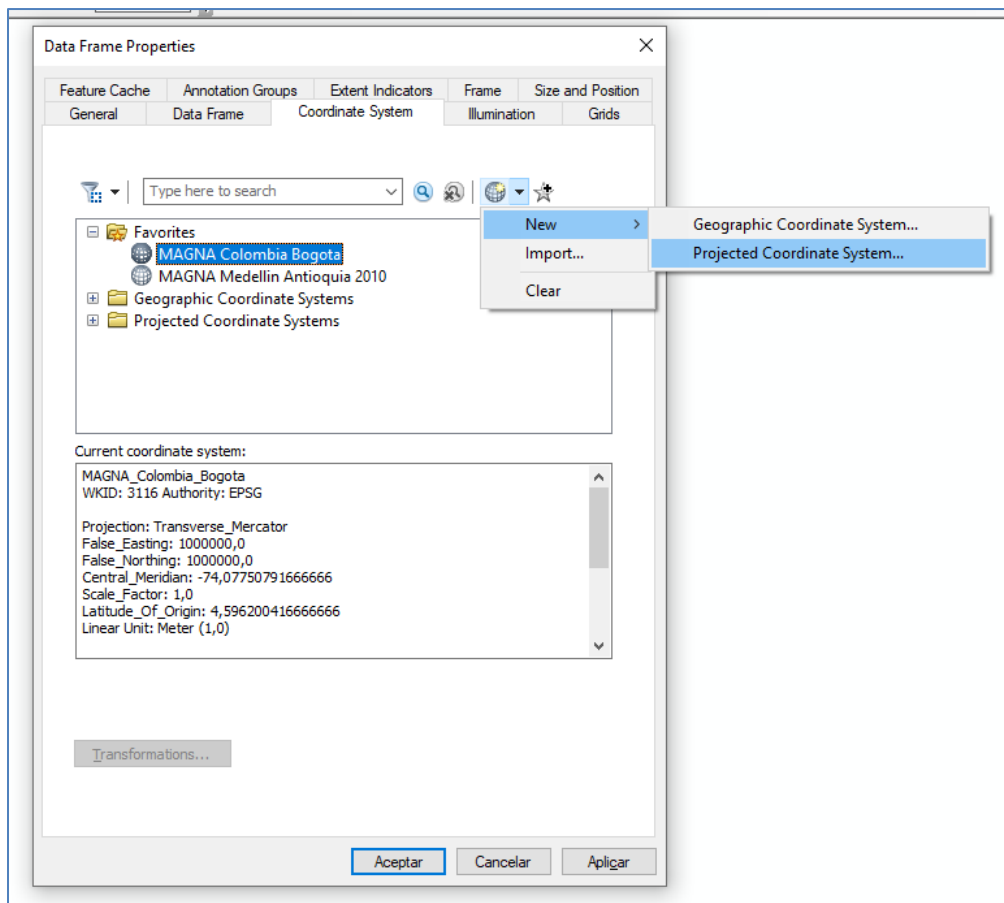 Data Frame Properties
Feature Cache Annotation Groups Extent Indicators Frame Size and Position
General Data Frame Coordinate System Illumination Grids
Type here to search
New
Geographic Coordinate System...
Import...
Projected Coordinate System...
Clear
Favorites
MAGNA Colombia Bogota
MAGNA Medellin Antioquia 2010
Geographic Coordinate Systems
Projected Coordinate Systems
Current coordinate system:
MAGNA_Colombia_Bogota
WKID: 3116 Authority: EPSG
Projection: Transverse_Mercator
False_Easting: 1000000,0
False_Northing: 1000000,0
Central_Meridian: -74,07750791666666
Scale_Factor: 1,0
Latitude_Of_Origin: 4,596200416666666
Linear Unit: Meter (1,0)
Transformations...
Aceptar Cancelar Aplicar